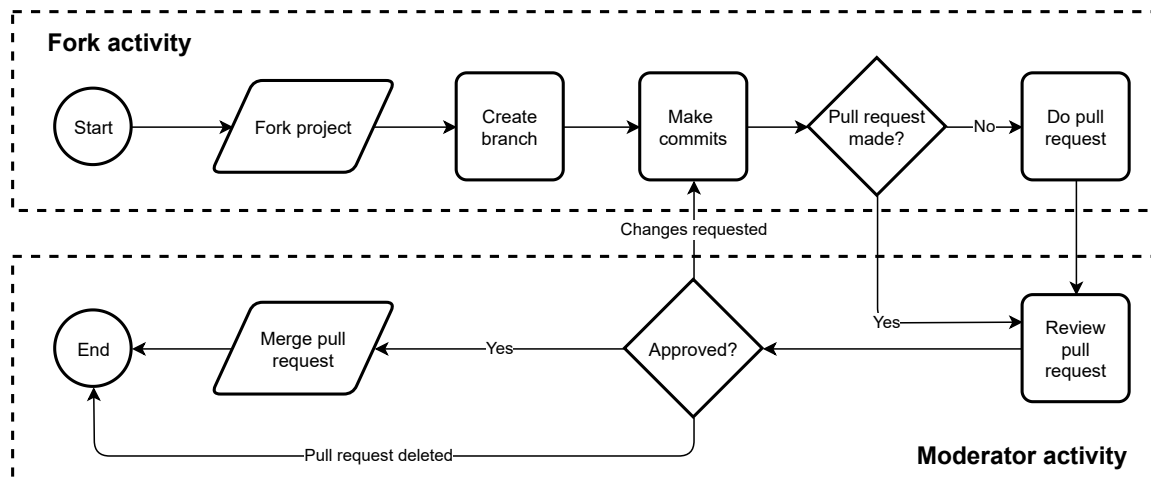 Fork activity
Start
Fork project
Create
branch
Make
commits
Pull request
made?
No
Do pull
request
Changes requested
End
Merge pull
request
Yes
Approved?
Yes
Review
pull
request
Pull request deleted
Moderator activity